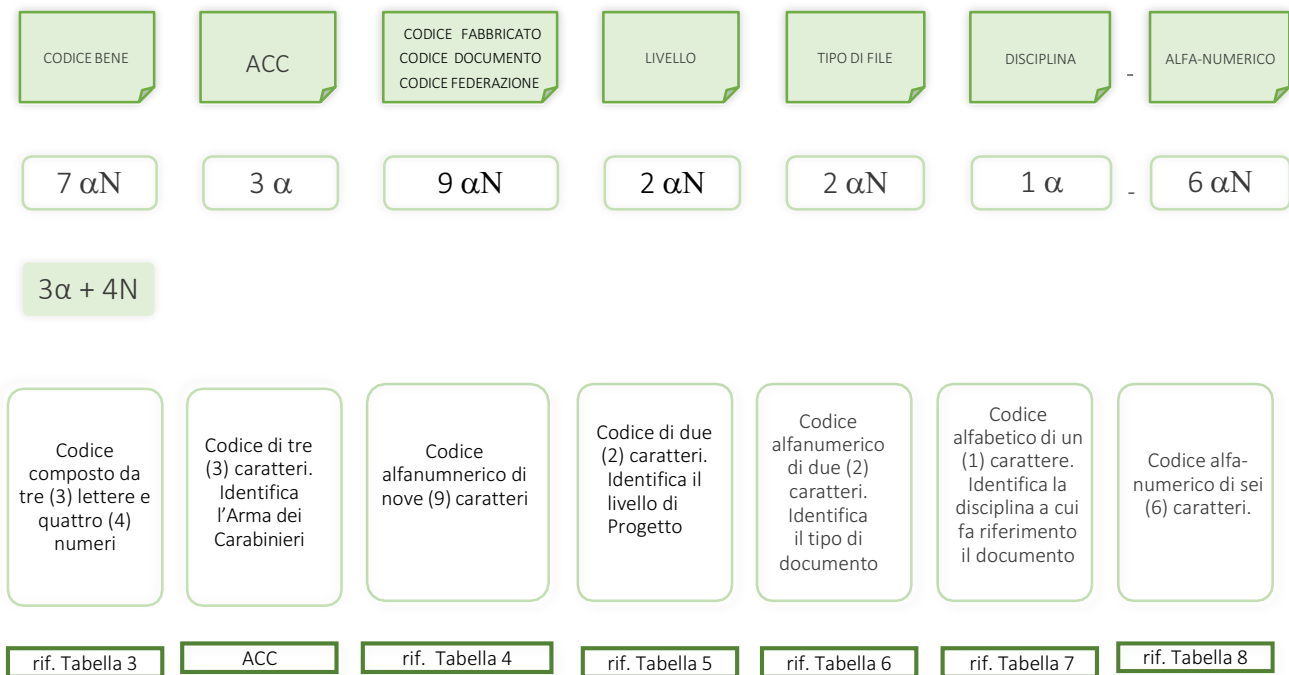 CODICE BENE
ACC
CODICE FABBRICATO
CODICE DOCUMENTO
CODICE FEDERAZIONE
LIVELLO
TIPO DI FILE
DISCIPLINA
-
ALFA-NUMERICO
7 αN
3 α
9 αN
2 αN
2 αN
1 α
-
6 αN
3α + 4N
Codice
composto da
tre (3) lettere e
quattro (4)
numeri
Codice di tre
(3) caratteri.
Identifica
l’Arma dei
Carabinieri
Codice
alfanumnerico di
nove (9) caratteri
Codice di due
(2) caratteri.
Identifica il
livello di
Progetto
Codice
alfanumerico
di due (2)
caratteri.
Identifica
il tipo di
documento
Codice
alfabetico di un
(1) carattere.
Identifica la
disciplina a cui
fa riferimento
il documento
Codice alfa-
numerico di sei
(6) caratteri.
rif. Tabella 3
ACC
rif. Tabella 4
rif. Tabella 5
rif. Tabella 6
rif. Tabella 7
rif. Tabella 8